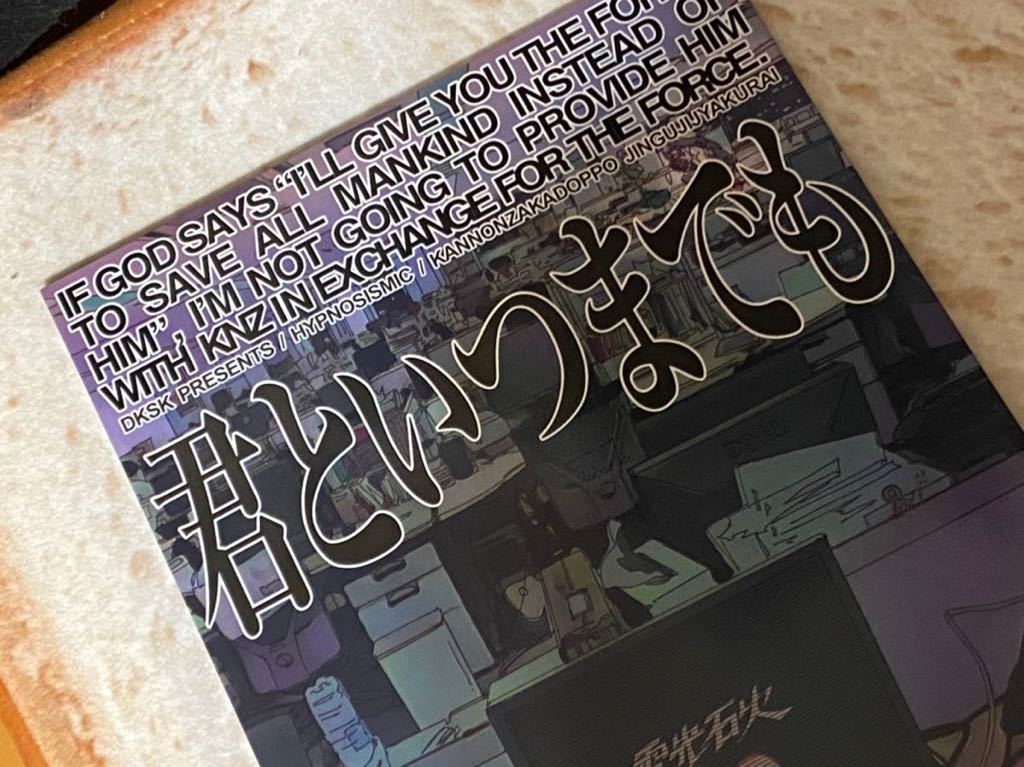 IF GOD SAYS “I'LL GIVE YOU THE
TO SAVE ALL MANKIND INSTEAD OF
HIM”, I'M NOT GOING TO PROVIDE HIM
WITH KNZ IN EXCHANGE FOR THE FORCE.
DKSK PRESENTS / HYPNOSISMIC / KANNONZAKADOPPO JINGUJIJYAKURAI
君といつまでも
電光石火